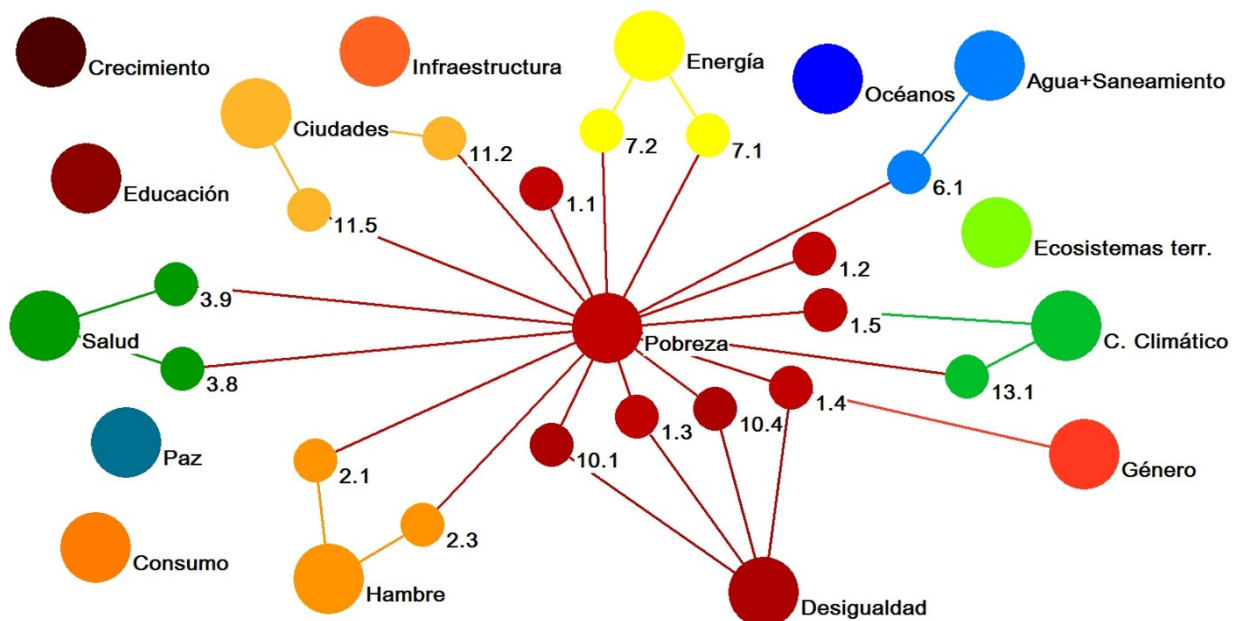 Crecimiento
Infraestructura
Energía
Océanos
Agua+Saneamiento
Ciudades
11.2
7.2
7.1
Educación
11.5
1.1
6.1
Ecosistemas terr.
1.2
3.9
1.5
Salud
Pobreza
C. Climático
3.8
13.1
1.4
10.4
1.3
10.1
Género
Paz
2.1
2.3
Consumo
Hambre
Desigualdad